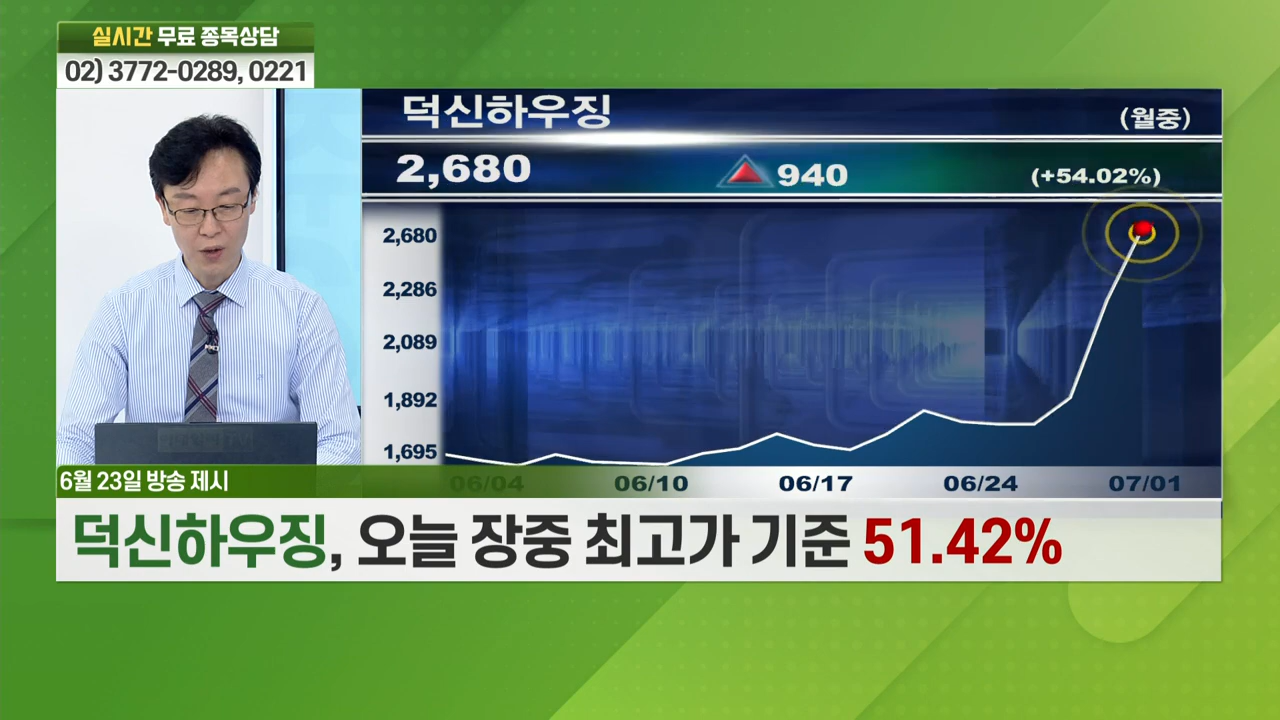 실시간 무료 종목상담
02) 3772-0289, 0221
덕신하우징
(월중)
2,680
940
(+54.02%)
2,680
2,286
2,089
1,892
1,695
06/04
06/10
06/17
06/24
07/01
6월 23일 방송 제시
덕신하우징, 오늘 장중 최고가 기준 51.42%